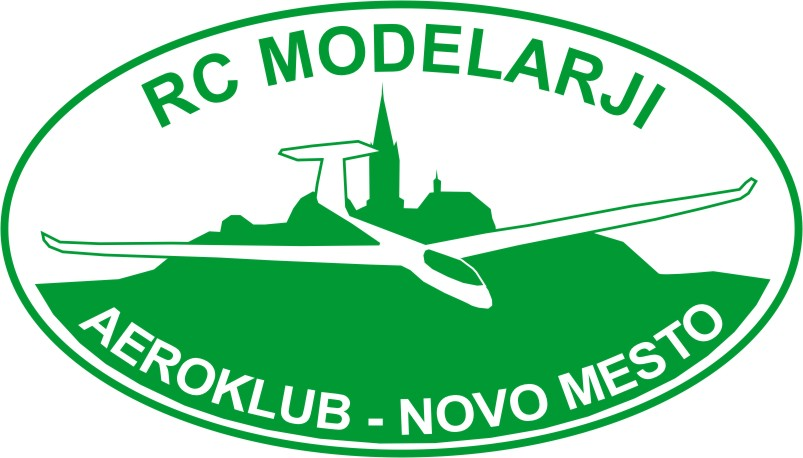 RC MODELARJI
AEROKLUB - NOVO MESTO